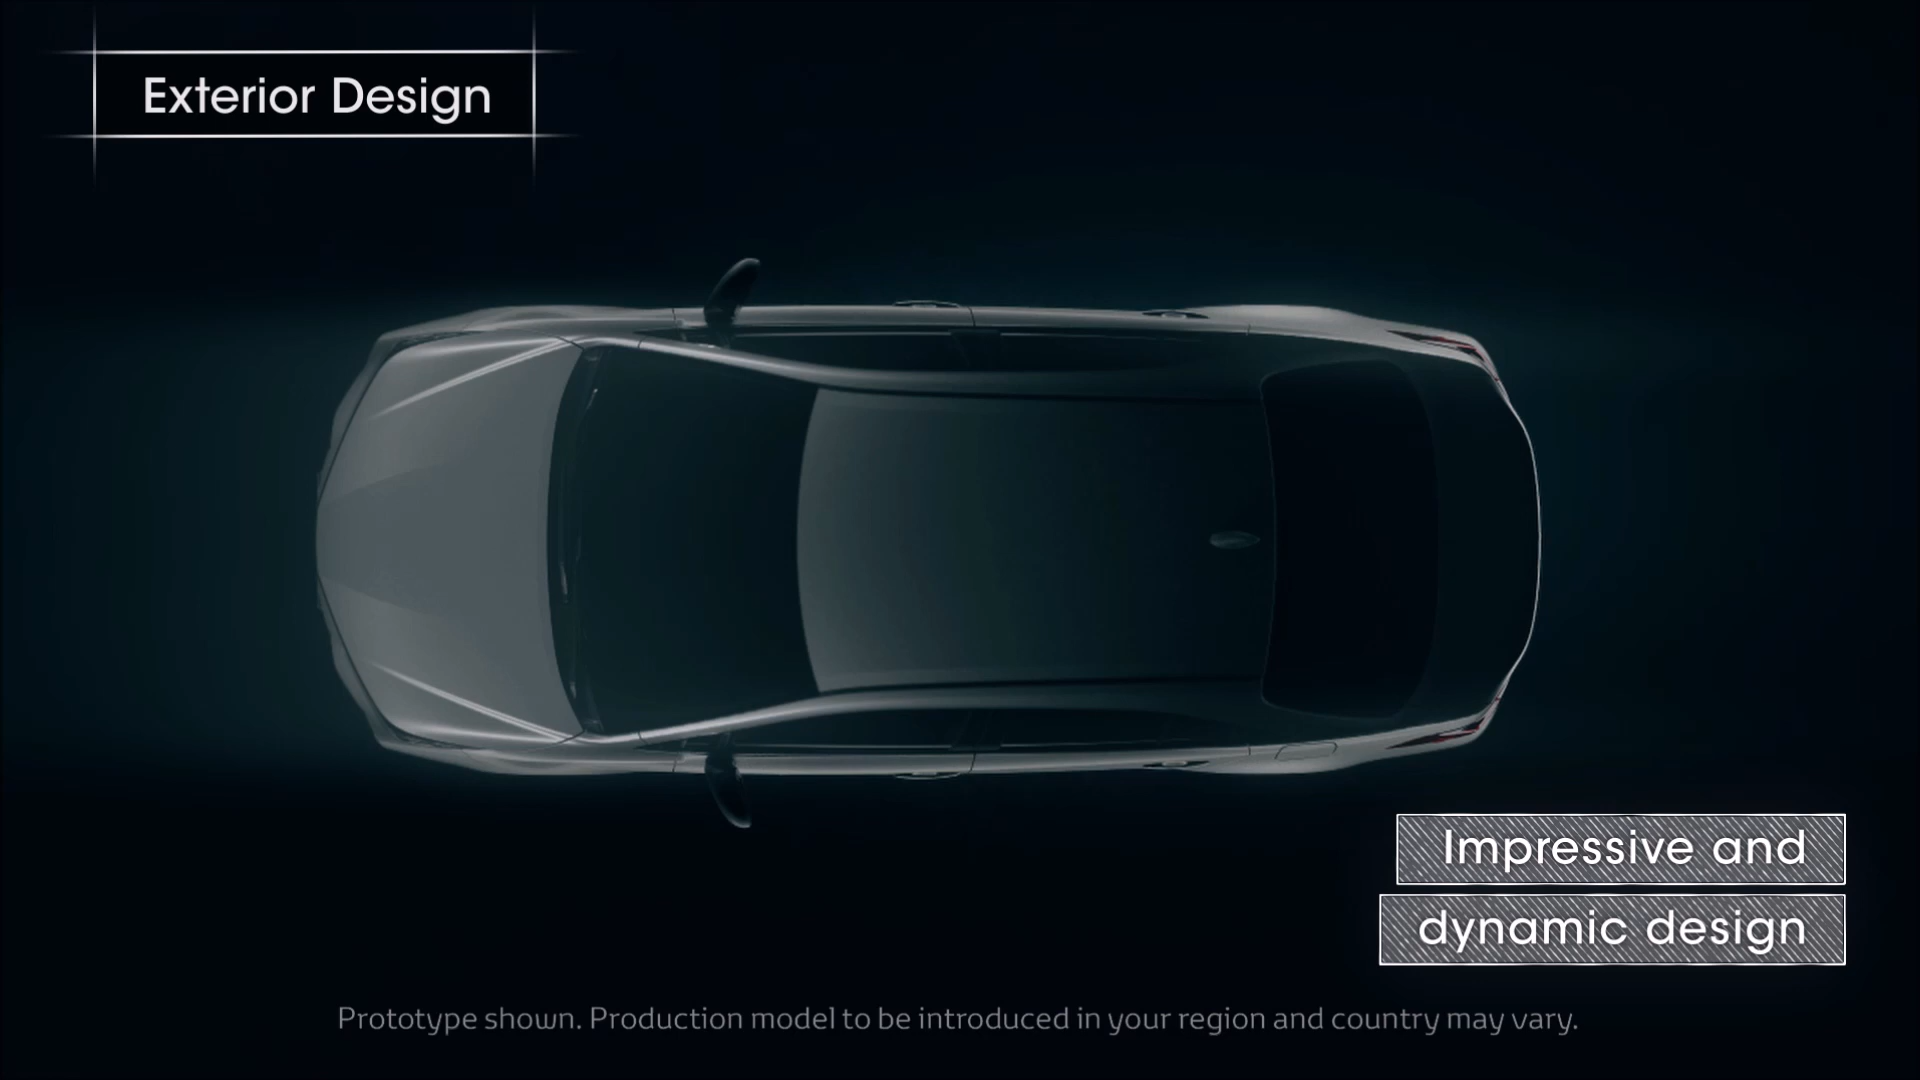 Exterior Design
Impressive and
dynamic design
Prototype shown. Production model to be introduced in your region and country may vary.